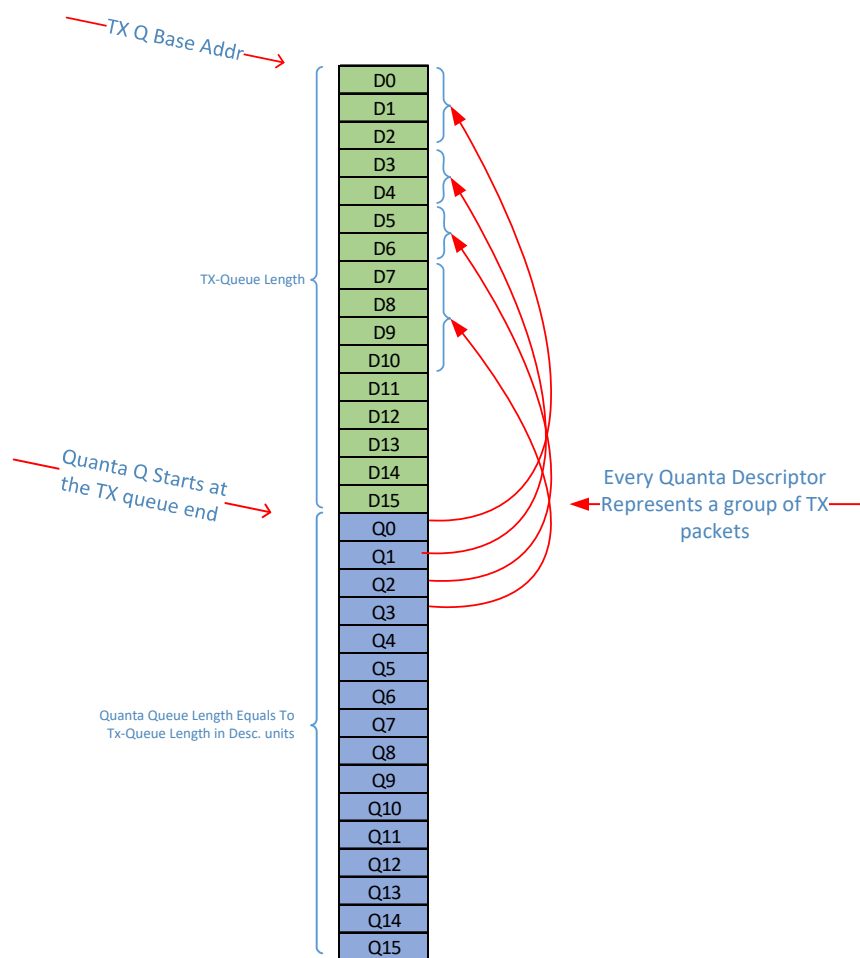 TX Q Base Addr
D0
D1
D2
D3
D4
D5
D6
D7
TX-Queue Length
D8
D9
D10
D11
D12
D13
D14
D15
Quanta Q Starts at
the TX queue end
Every Quanta Descriptor
Represents a group of TX
packets
Q0
Q1
Q2
Q3
Q4
Q5
Q6
Q7
Quanta Queue Length Equals To
Tx-Queue Length in Desc. units
Q8
Q9
Q10
Q11
Q12
Q13
Q14
Q15